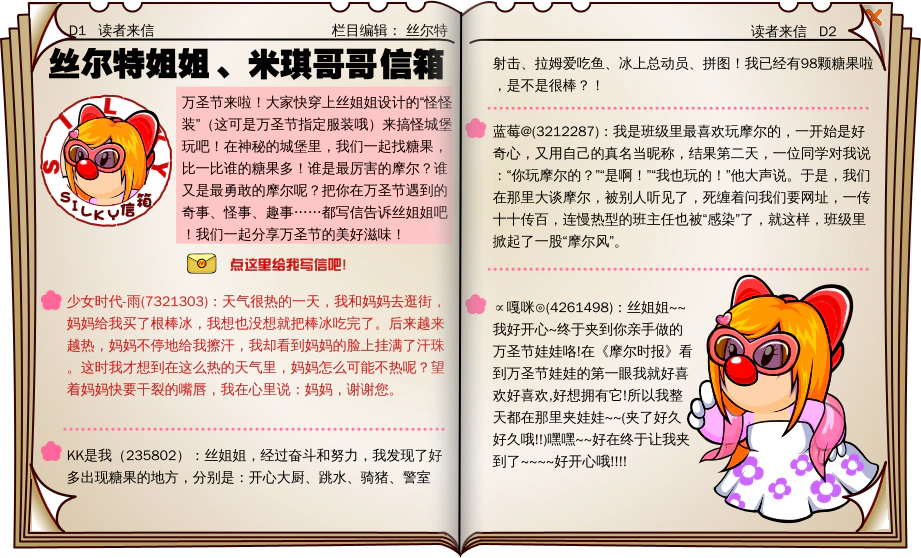 D1 读者来信
栏目编辑： 丝尔特
丝尔特姐姐、米琪哥哥信箱
SILKY
SILKY信箱
万圣节来啦！大家快穿上丝姐姐设计的“怪怪
装”（这可是万圣节指定服装哦）来搞怪城堡
玩吧！在神秘的城堡里，我们一起找糖果，
比一比谁的糖果多！谁是最厉害的摩尔？谁
又是最勇敢的摩尔呢？把你在万圣节遇到的
奇事、怪事、趣事……都写信告诉丝姐姐吧
！我们一起分享万圣节的美好滋味！
点这里给我写信吧！
少女时代·雨(7321303)：天气很热的一天，我和妈妈去逛街，
妈妈给我买了根棒冰，我想也没想就把棒冰吃完了。后来越来
越热，妈妈不停地给我擦汗，我却看到妈妈的脸上挂满了汗珠
。这时我才想到在这么热的天气里，妈妈怎么可能不热呢？望
着妈妈快要干裂的嘴唇，我在心里说：妈妈，谢谢您。
KK是我（235802）：丝姐姐，经过奋斗和努力，我发现了好
多出现糖果的地方，分别是：开心大厨、跳水、骑猪、警室
读者来信 D2
射击、拉姆爱吃鱼、冰上总动员、拼图！我已经有98颗糖果啦
，是不是很棒？！
蓝莓@(3212287)：我是班级里最喜欢玩摩尔的，一开始是好
奇心，又用自己的真名当昵称，结果第二天，一位同学对我说
：“你玩摩尔的？”“是啊！”“我也玩的！”他大声说。于是，我们
在那里大谈摩尔，被别人听见了，死缠着问我们要网址，一传
十十传百，连慢热型的班主任也被“感染”了，就这样，班级里
掀起了一股“摩尔风”。
∝嘎咪⊙(4261498)：丝姐姐~~
我好开心~终于夹到你亲手做的
万圣节娃娃咯!在《摩尔时报》看
到万圣节娃娃的第一眼我就好喜
欢好喜欢,好想拥有它!所以我整
天都在那里夹娃娃~~(夹了好久
好久哦!!)嘿嘿~~好在终于让我夹
到了~~~~好开心哦!!!!